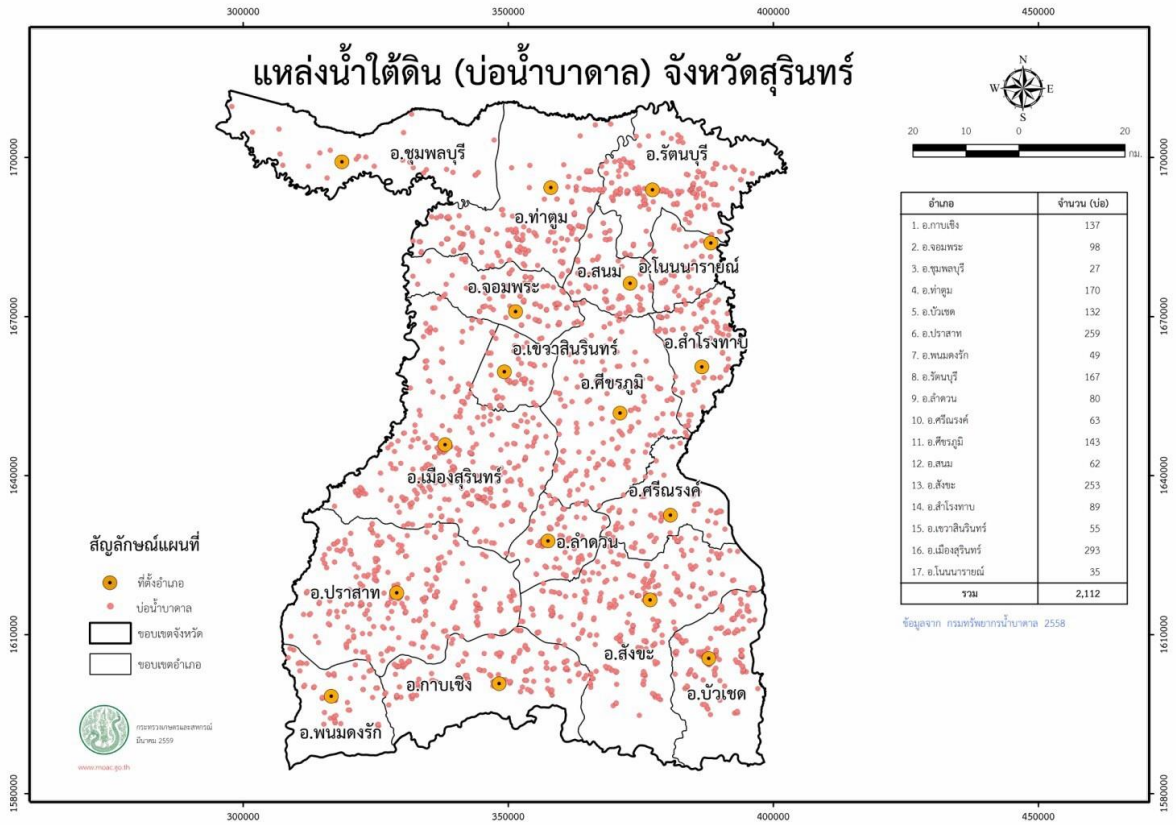 300000 350000 400000 450000
แหล่งน้ำใต้ดิน (บ่อน้ำบาดาล) จังหวัดสุรินทร์
N
W E
S
20 10 0 20
กม.
1700000 1700000
1670000 1670000
1640000 1640000
1610000 1610000
1580000 1580000
อ.ชุมพลบุรี
อ.รัตนบุรี
อ.ท่าตูม
อ.สนม
อ.โนนนารายณ์
อ.จอมพระ
อ.เขวาสินรินทร์
อ.สำโรงทาบ
อ.ศีขรภูมิ
อ.เมืองสุรินทร์
อ.ศรีณรงค์
อ.ลำดวน
อ.ปราสาท
อ.สังขะ
อ.กาบเชิง
อ.บัวเชด
อ.พนมดงรัก
อำเภอ จำนวน (บ่อ)
1. อ.กาบเชิง 137
2. อ.จอมพระ 98
3. อ.ชุมพลบุรี 27
4. อ.ท่าตูม 170
5. อ.บัวเชด 132
6. อ.ปราสาท 259
7. อ.พนมดงรัก 49
8. อ.รัตนบุรี 167
9. อ.ลำดวน 80
10. อ.ศรีณรงค์ 63
11. อ.ศีขรภูมิ 143
12. อ.สนม 62
13. อ.สังขะ 253
14. อ.สำโรงทาบ 89
15. อ.เขวาสินรินทร์ 55
16. อ.เมืองสุรินทร์ 293
17. อ.โนนนารายณ์ 35
รวม 2,112
ข้อมูลจาก กรมทรัพยากรน้ำบาดาล 2558
สัญลักษณ์แผนที่
ที่ตั้งอำเภอ
บ่อน้ำบาดาล
ขอบเขตจังหวัด
ขอบเขตอำเภอ
กระทรวงเกษตรและสหกรณ์
มีนาคม 2559
www.moac.go.th
300000 350000 400000 450000